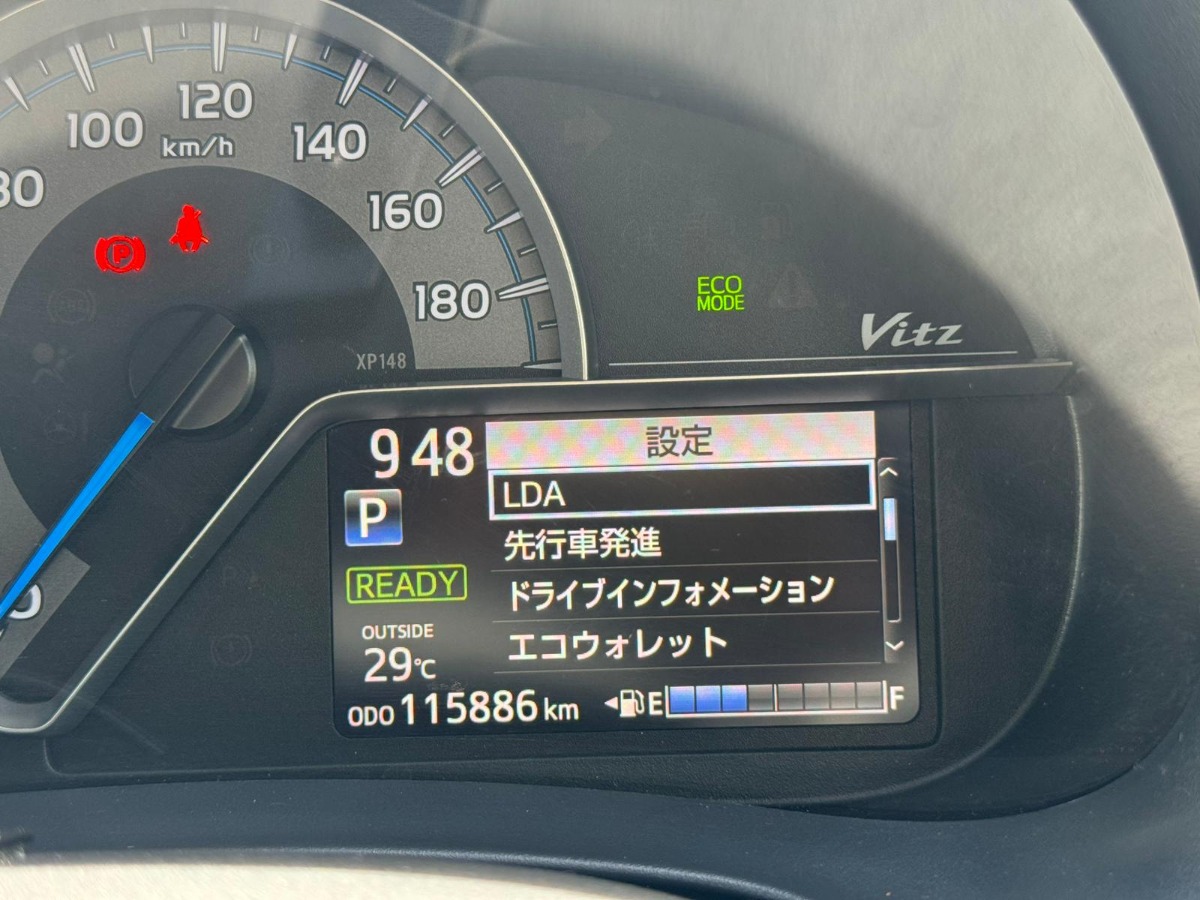 80
100
120
km/h
140
160
180
XP148
P
ECO
MODE
Vitz
9 48
設定
P
LDA
先行車発進
READY
ドライブインフォメーション
OUTSIDE
29℃
エコウォレット
ODO 115886 km
E
F